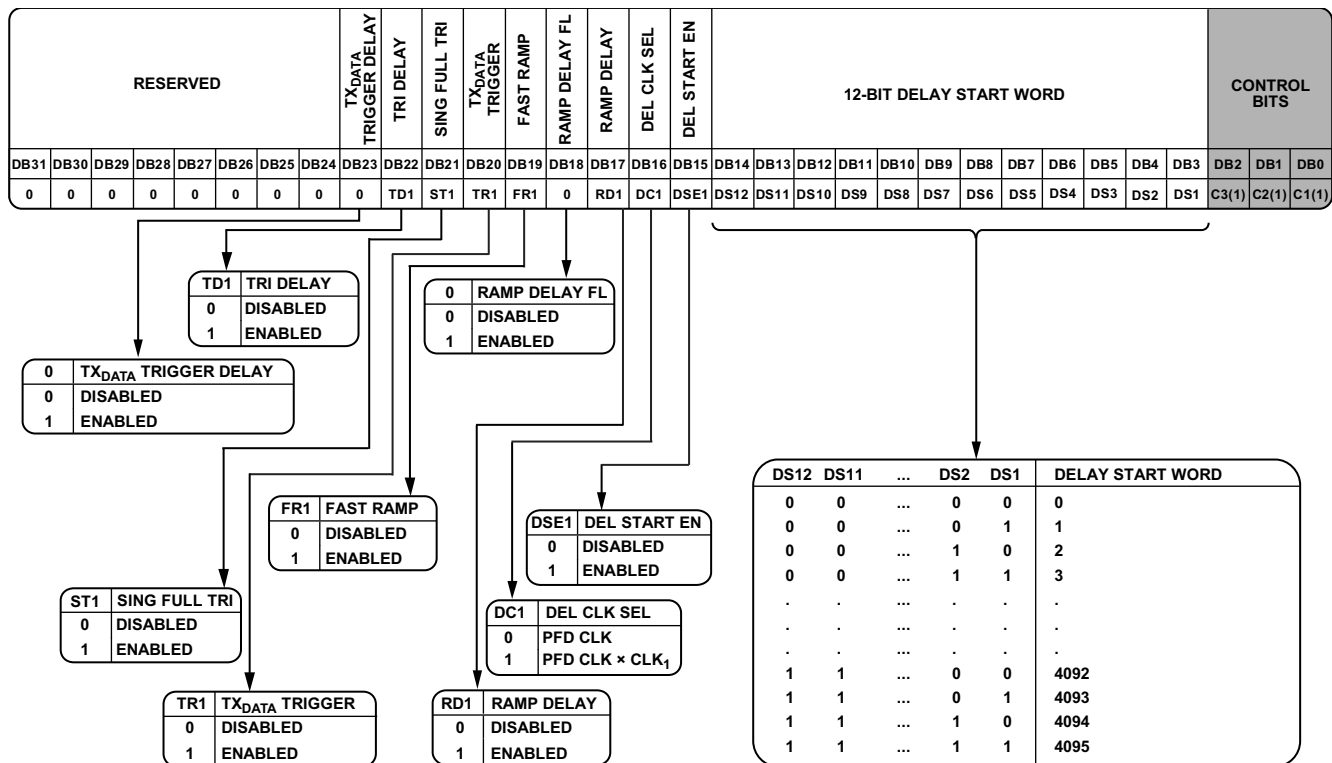 RESERVED
TXDATA TRIGGER DELAY
TRI DELAY
SING FULL TRI
TXDATA TRIGGER
FAST RAMP
RAMP DELAY FL
RAMP DELAY
DEL CLK SEL
DEL START EN
12-BIT DELAY START WORD
CONTROL
BITS
DB31 DB30 DB29 DB28 DB27 DB26 DB25 DB24 DB23 DB22 DB21 DB20 DB19 DB18 DB17 DB16 DB15 DB14 DB13 DB12 DB11 DB10 DB9 DB8 DB7 DB6 DB5 DB4 DB3 DB2 DB1 DB0
0 0 0 0 0 0 0 0 0 TD1 ST1 TR1 FR1 0 RD1 DC1 DSE1 DS12 DS11 DS10 DS9 DS8 DS7 DS6 DS5 DS4 DS3 DS2 DS1 C3(1) C2(1) C1(1)
TD1 TRI DELAY
0 DISABLED
1 ENABLED
0 RAMP DELAY FL
0 DISABLED
1 ENABLED
0 TXDATA TRIGGER DELAY
0 DISABLED
1 ENABLED
FR1 FAST RAMP
0 DISABLED
1 ENABLED
DSE1 DEL START EN
0 DISABLED
1 ENABLED
ST1 SING FULL TRI
0 DISABLED
1 ENABLED
DC1 DEL CLK SEL
0 PFD CLK
1 PFD CLK × CLK1
TR1 TXDATA TRIGGER
0 DISABLED
1 ENABLED
RD1 RAMP DELAY
0 DISABLED
1 ENABLED
DS12 DS11 ... DS2 DS1 DELAY START WORD
0 0 ... 0 0 0
0 0 ... 0 1 1
0 0 ... 1 0 2
0 0 ... 1 1 3
. . ... . . .
. . ... . . .
. . ... . . .
1 1 ... 0 0 4092
1 1 ... 0 1 4093
1 1 ... 1 0 4094
1 1 ... 1 1 4095